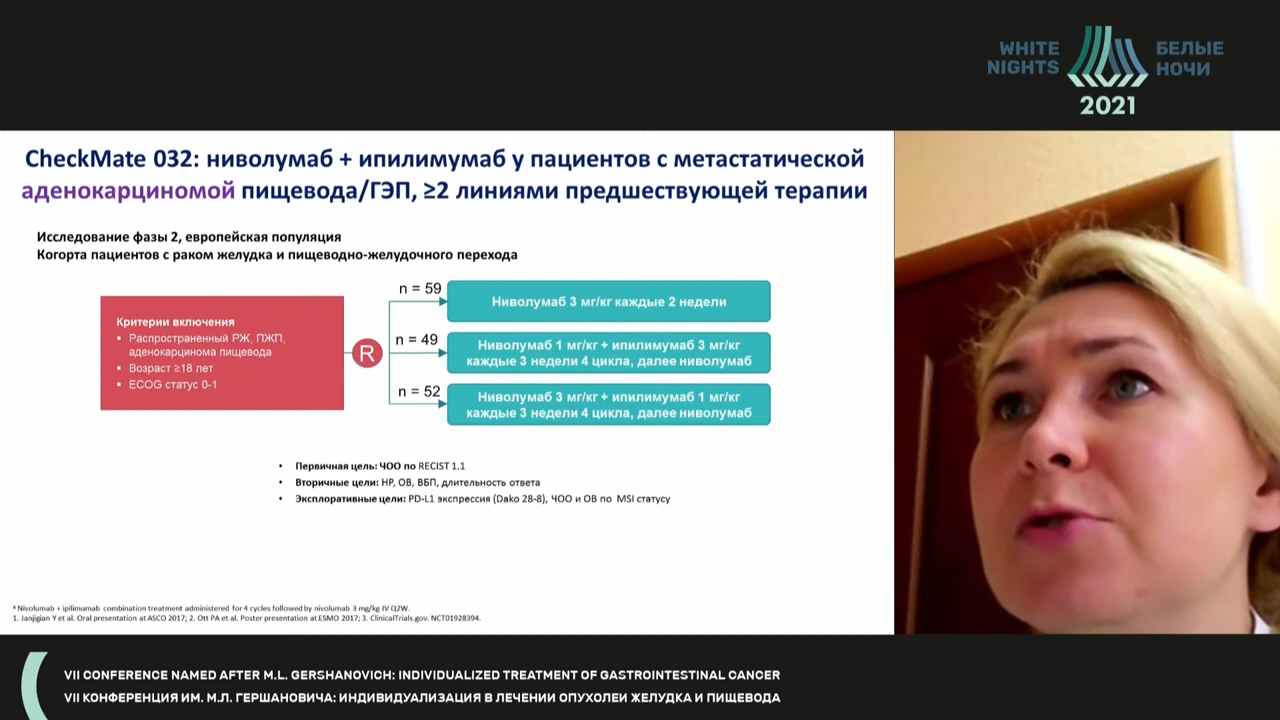 WHITE
NIGHTS
БЕЛЫЕ
НОЧИ
2021
CheckMate 032: ниволумаб + ипилимумаб у пациентов с метастатической
аденокарциномой пищевода/ГЭП, ≥2 линиями предшествующей терапии
Исследование фазы 2, европейская популяция
Когорта пациентов с раком желудка и пищеводно-желудочного перехода
Критерии включения
▪ Распространенный РЖ, ПЖП,
аденокарцинома пищевода
▪ Возраст ≥18 лет
▪ ECOG статус 0-1
R
n = 59
Ниволумаб 3 мг/кг каждые 2 недели
n = 49
Ниволумаб 1 мг/кг + ипилимумаб 3 мг/кг
каждые 3 недели 4 цикла, далее ниволумаб
n = 52
Ниволумаб 3 мг/кг + ипилимумаб 1 мг/кг
каждые 3 недели 4 цикла, далее ниволумаб
• Первичная цель: ЧОО по RECIST 1.1
• Вторичные цели: НР, ОВ, ВБП, длительность ответа
• Эксплоративные цели: PD-L1 экспрессия (Dako 28-8), ЧОО и ОВ по MSI статусу
ᵃ Nivolumab + ipilimumab combination treatment administered for 4 cycles followed by nivolumab 3 mg/kg IV Q2W.
1. Janjigian Y et al. Oral presentation at ASCO 2017; 2. Ott PA et al. Poster presentation at ESMO 2017; 3. ClinicalTrials.gov. NCT01928394.
VII CONFERENCE NAMED AFTER M.L. GERSHANOVICH: INDIVIDUALIZED TREATMENT OF GASTROINTESTINAL CANCER
VII КОНФЕРЕНЦИЯ ИМ. М.Л. ГЕРШАНОВИЧА: ИНДИВИДУАЛИЗАЦИЯ В ЛЕЧЕНИИ ОПУХОЛЕЙ ЖЕЛУДКА И ПИЩЕВОДА